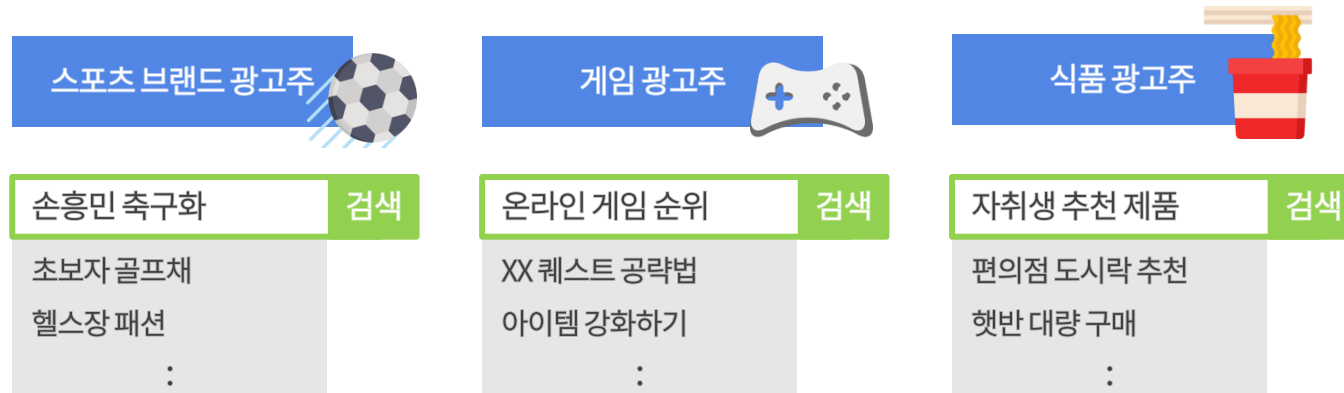 스포츠 브랜드 광고주
손흥민 축구화 검색
초보자 골프채
헬스장 패션
:
게임 광고주
온라인 게임 순위 검색
XX 퀘스트 공략법
아이템 강화하기
:
식품 광고주
자취생 추천 제품 검색
편의점 도시락 추천
햇반 대량 구매
: